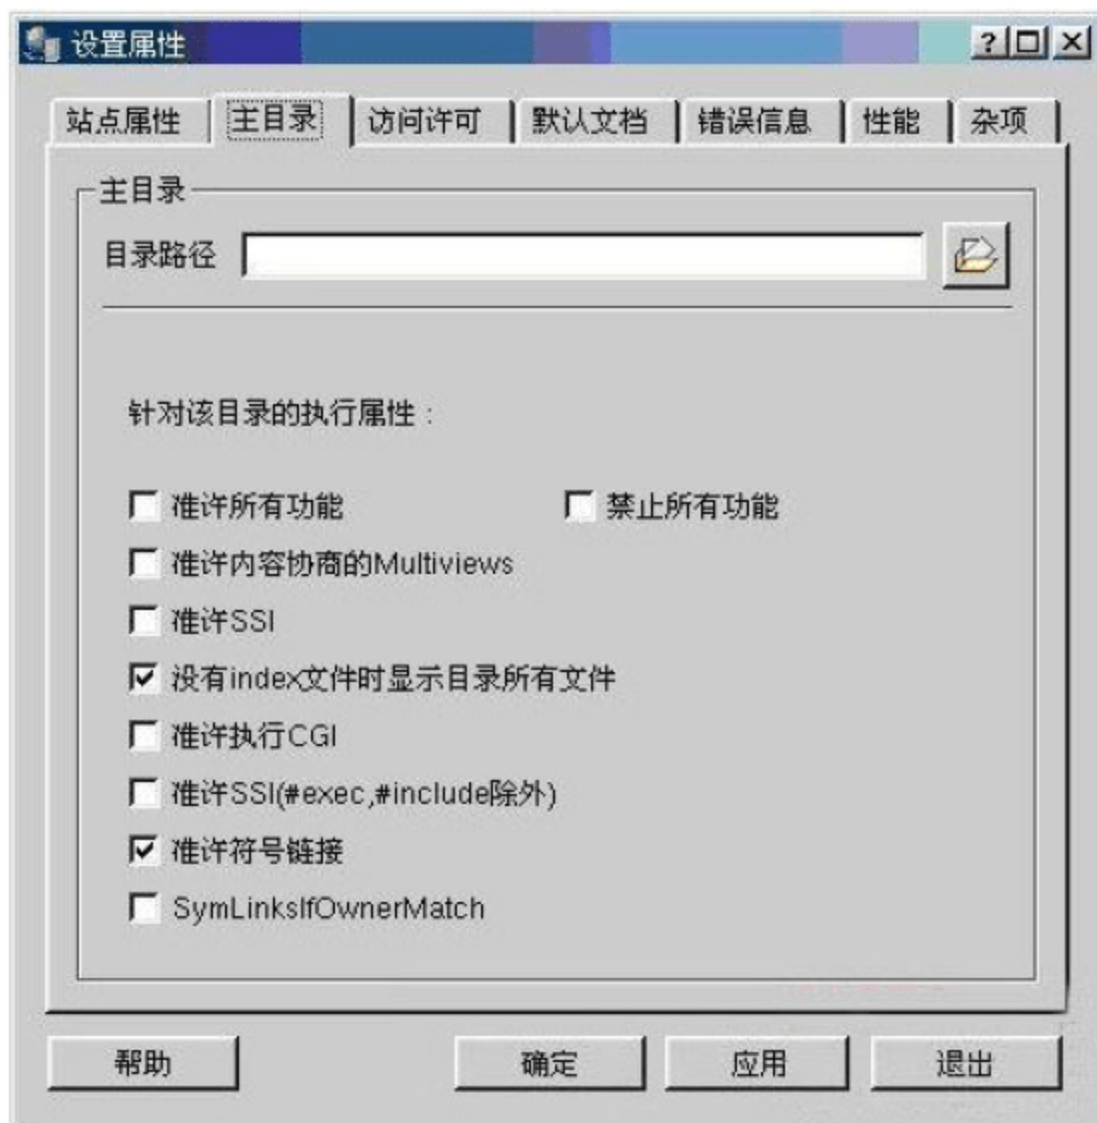 设置属性
站点属性 主目录 访问许可 默认文档 错误信息 性能 杂项
主目录
目录路径
针对该目录的执行属性：
准许所有功能 禁止所有功能
准许内容协商的Multiviews
准许SSI
没有index文件时显示目录所有文件
准许执行CGI
准许SSI(#exec,#include除外)
准许符号链接
SymLinksIfOwnerMatch
帮助 确定 应用 退出